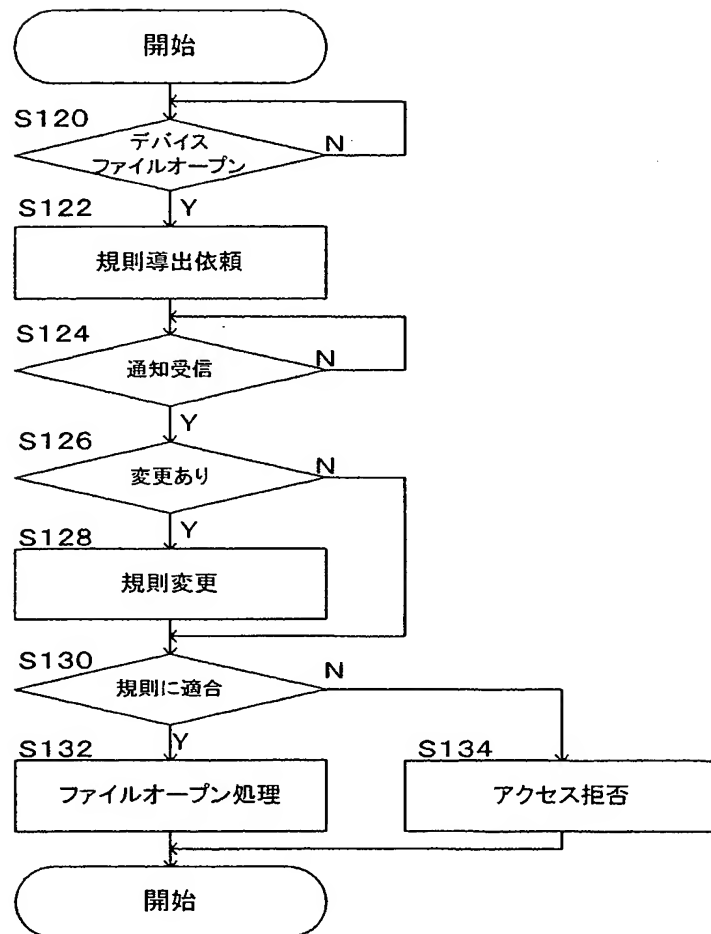 開始
S120
デバイス
ファイルオープン
N
Y
S122
規則導出依頼
S124
通知受信
N
Y
S126
変更あり
N
Y
S128
規則変更
S130
規則に適合
N
Y
S132
ファイルオープン処理
S134
アクセス拒否
開始